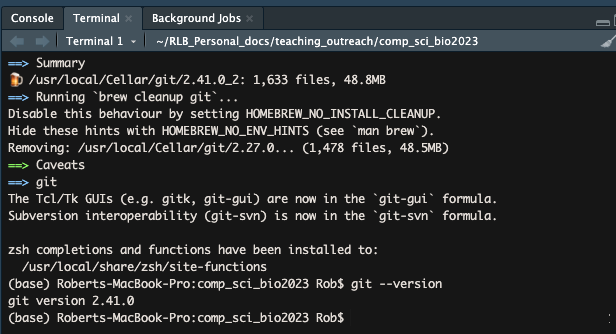 Console Terminal × Background Jobs ×
Terminal 1 ~/RLB_Personal_docs/teaching_outreach/comp_sci_bio2023
==> Summary
🍺 /usr/local/Cellar/git/2.41.0_2: 1,633 files, 48.8MB
==> Running `brew cleanup git`...
Disable this behaviour by setting HOMEBREW_NO_INSTALL_CLEANUP.
Hide these hints with HOMEBREW_NO_ENV_HINTS (see `man brew`).
Removing: /usr/local/Cellar/git/2.27.0... (1,478 files, 48.5MB)
==> Caveats
==> git
The Tcl/Tk GUIs (e.g. gitk, git-gui) are now in the `git-gui` formula.
Subversion interoperability (git-svn) is now in the `git-svn` formula.
zsh completions and functions have been installed to:
/usr/local/share/zsh/site-functions
(base) Roberts-MacBook-Pro:comp_sci_bio2023 Rob$ git --version
git version 2.41.0
(base) Roberts-MacBook-Pro:comp_sci_bio2023 Rob$